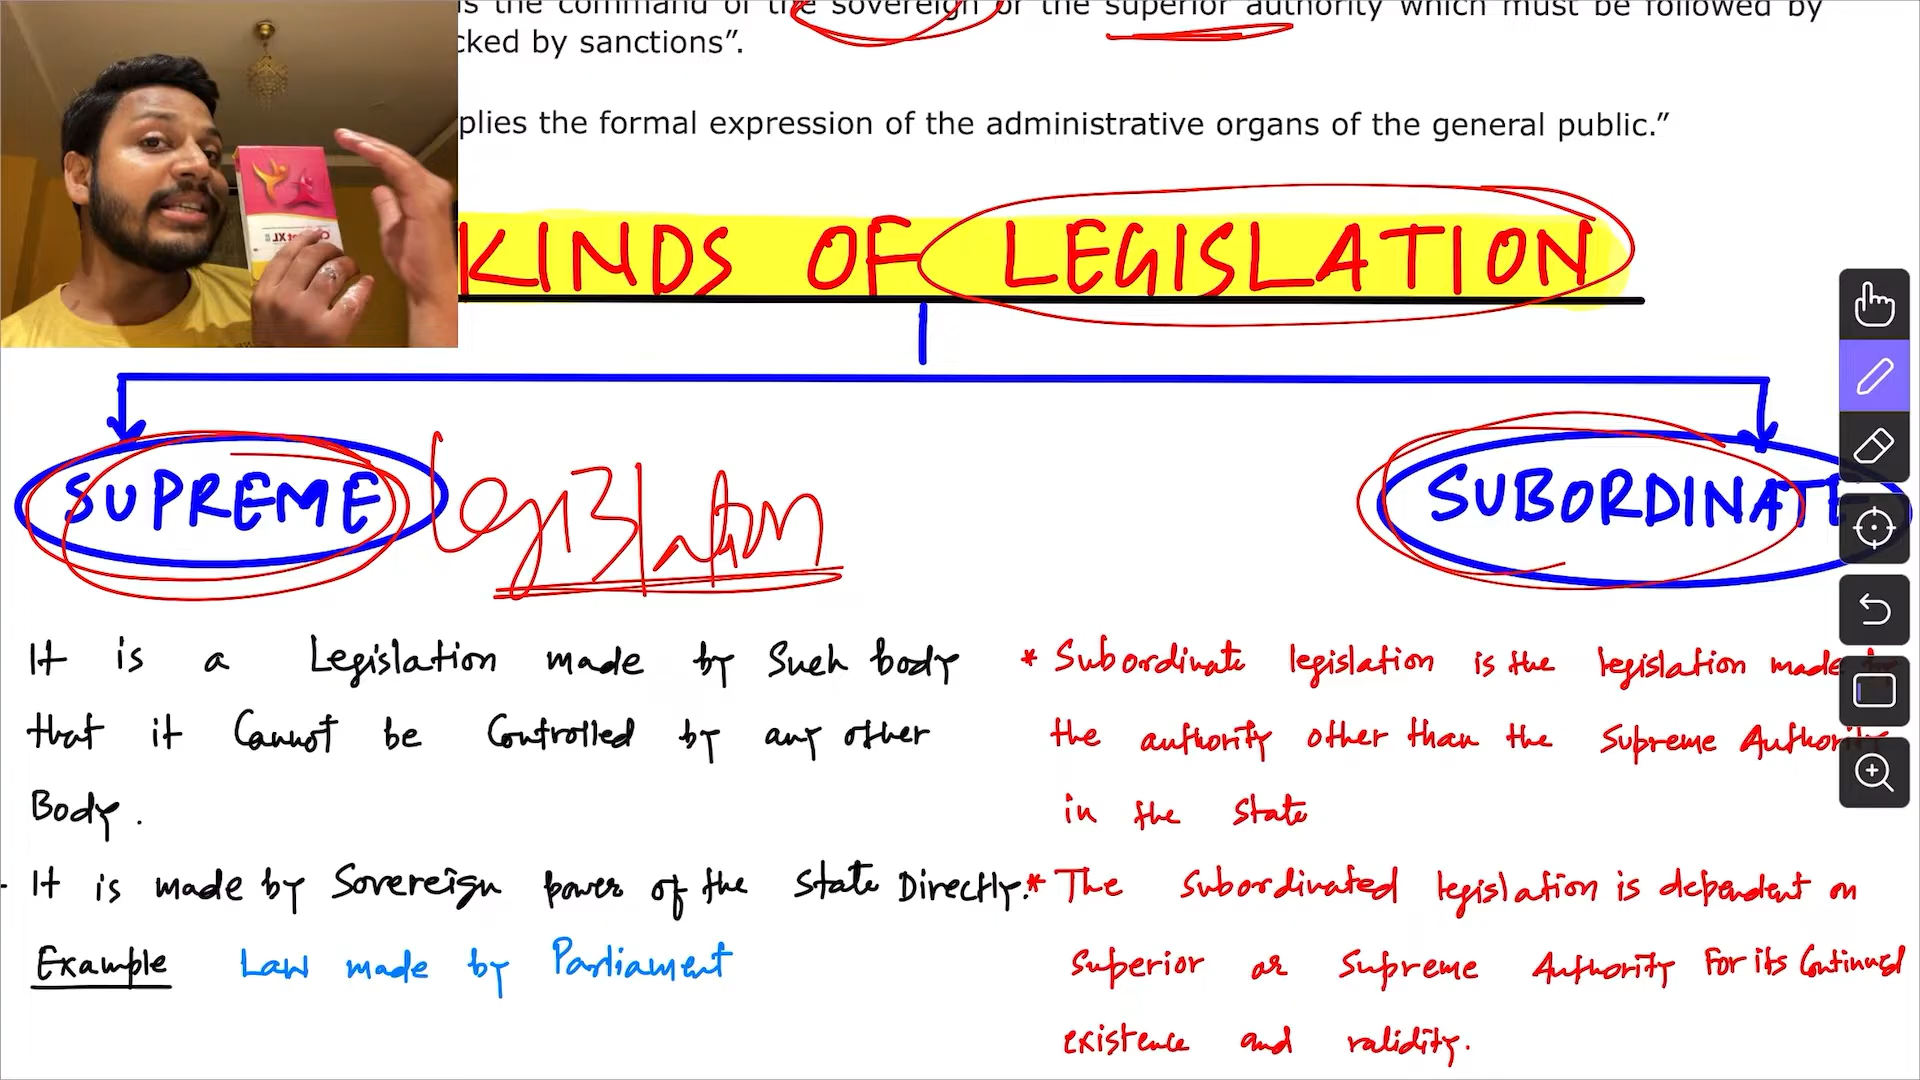 is the command of the sovereign or the superior authority which must be followed by
cked by sanctions”.
plies the formal expression of the administrative organs of the general public.”
KINDS OF LEGISLATION
SUPREME Legislation
SUBORDINATE
It is a Legislation made by Such body
that it Cannot be Controlled by any other
Body.
It is made by Sovereign power of the State Directly.
Example Law made by Parliament
* Subordinate legislation is the legislation made by
the authority other than the Supreme Authority
in the State
* The Subordinated legislation is dependent on
Superior or Supreme Authority For its Continued
existence and validity.